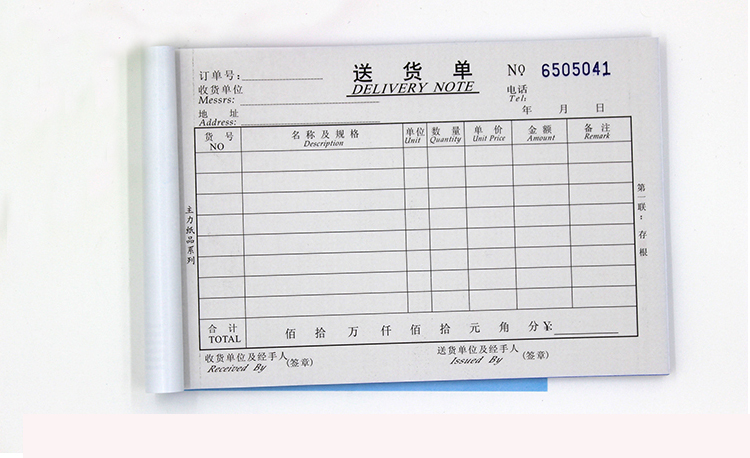 订单号:
送 货 单
NO 6505041
收货单位
Messrs:
DELIVERY NOTE
电话
Tel:
地 址
Address:
年 月 日
货 号 名 称 及 规 格 单位 数 量 单 价 金 额 备 注
NO Description Unit Quantity Unit Price Amount Remark
主力纸品系列
第一联:存根
合 计
TOTAL
佰 拾 万 仟 佰 拾 元 角 分 ¥:
收货单位及经手人 (签章)
Received By
送货单位及经手人 (签章)
Issued By